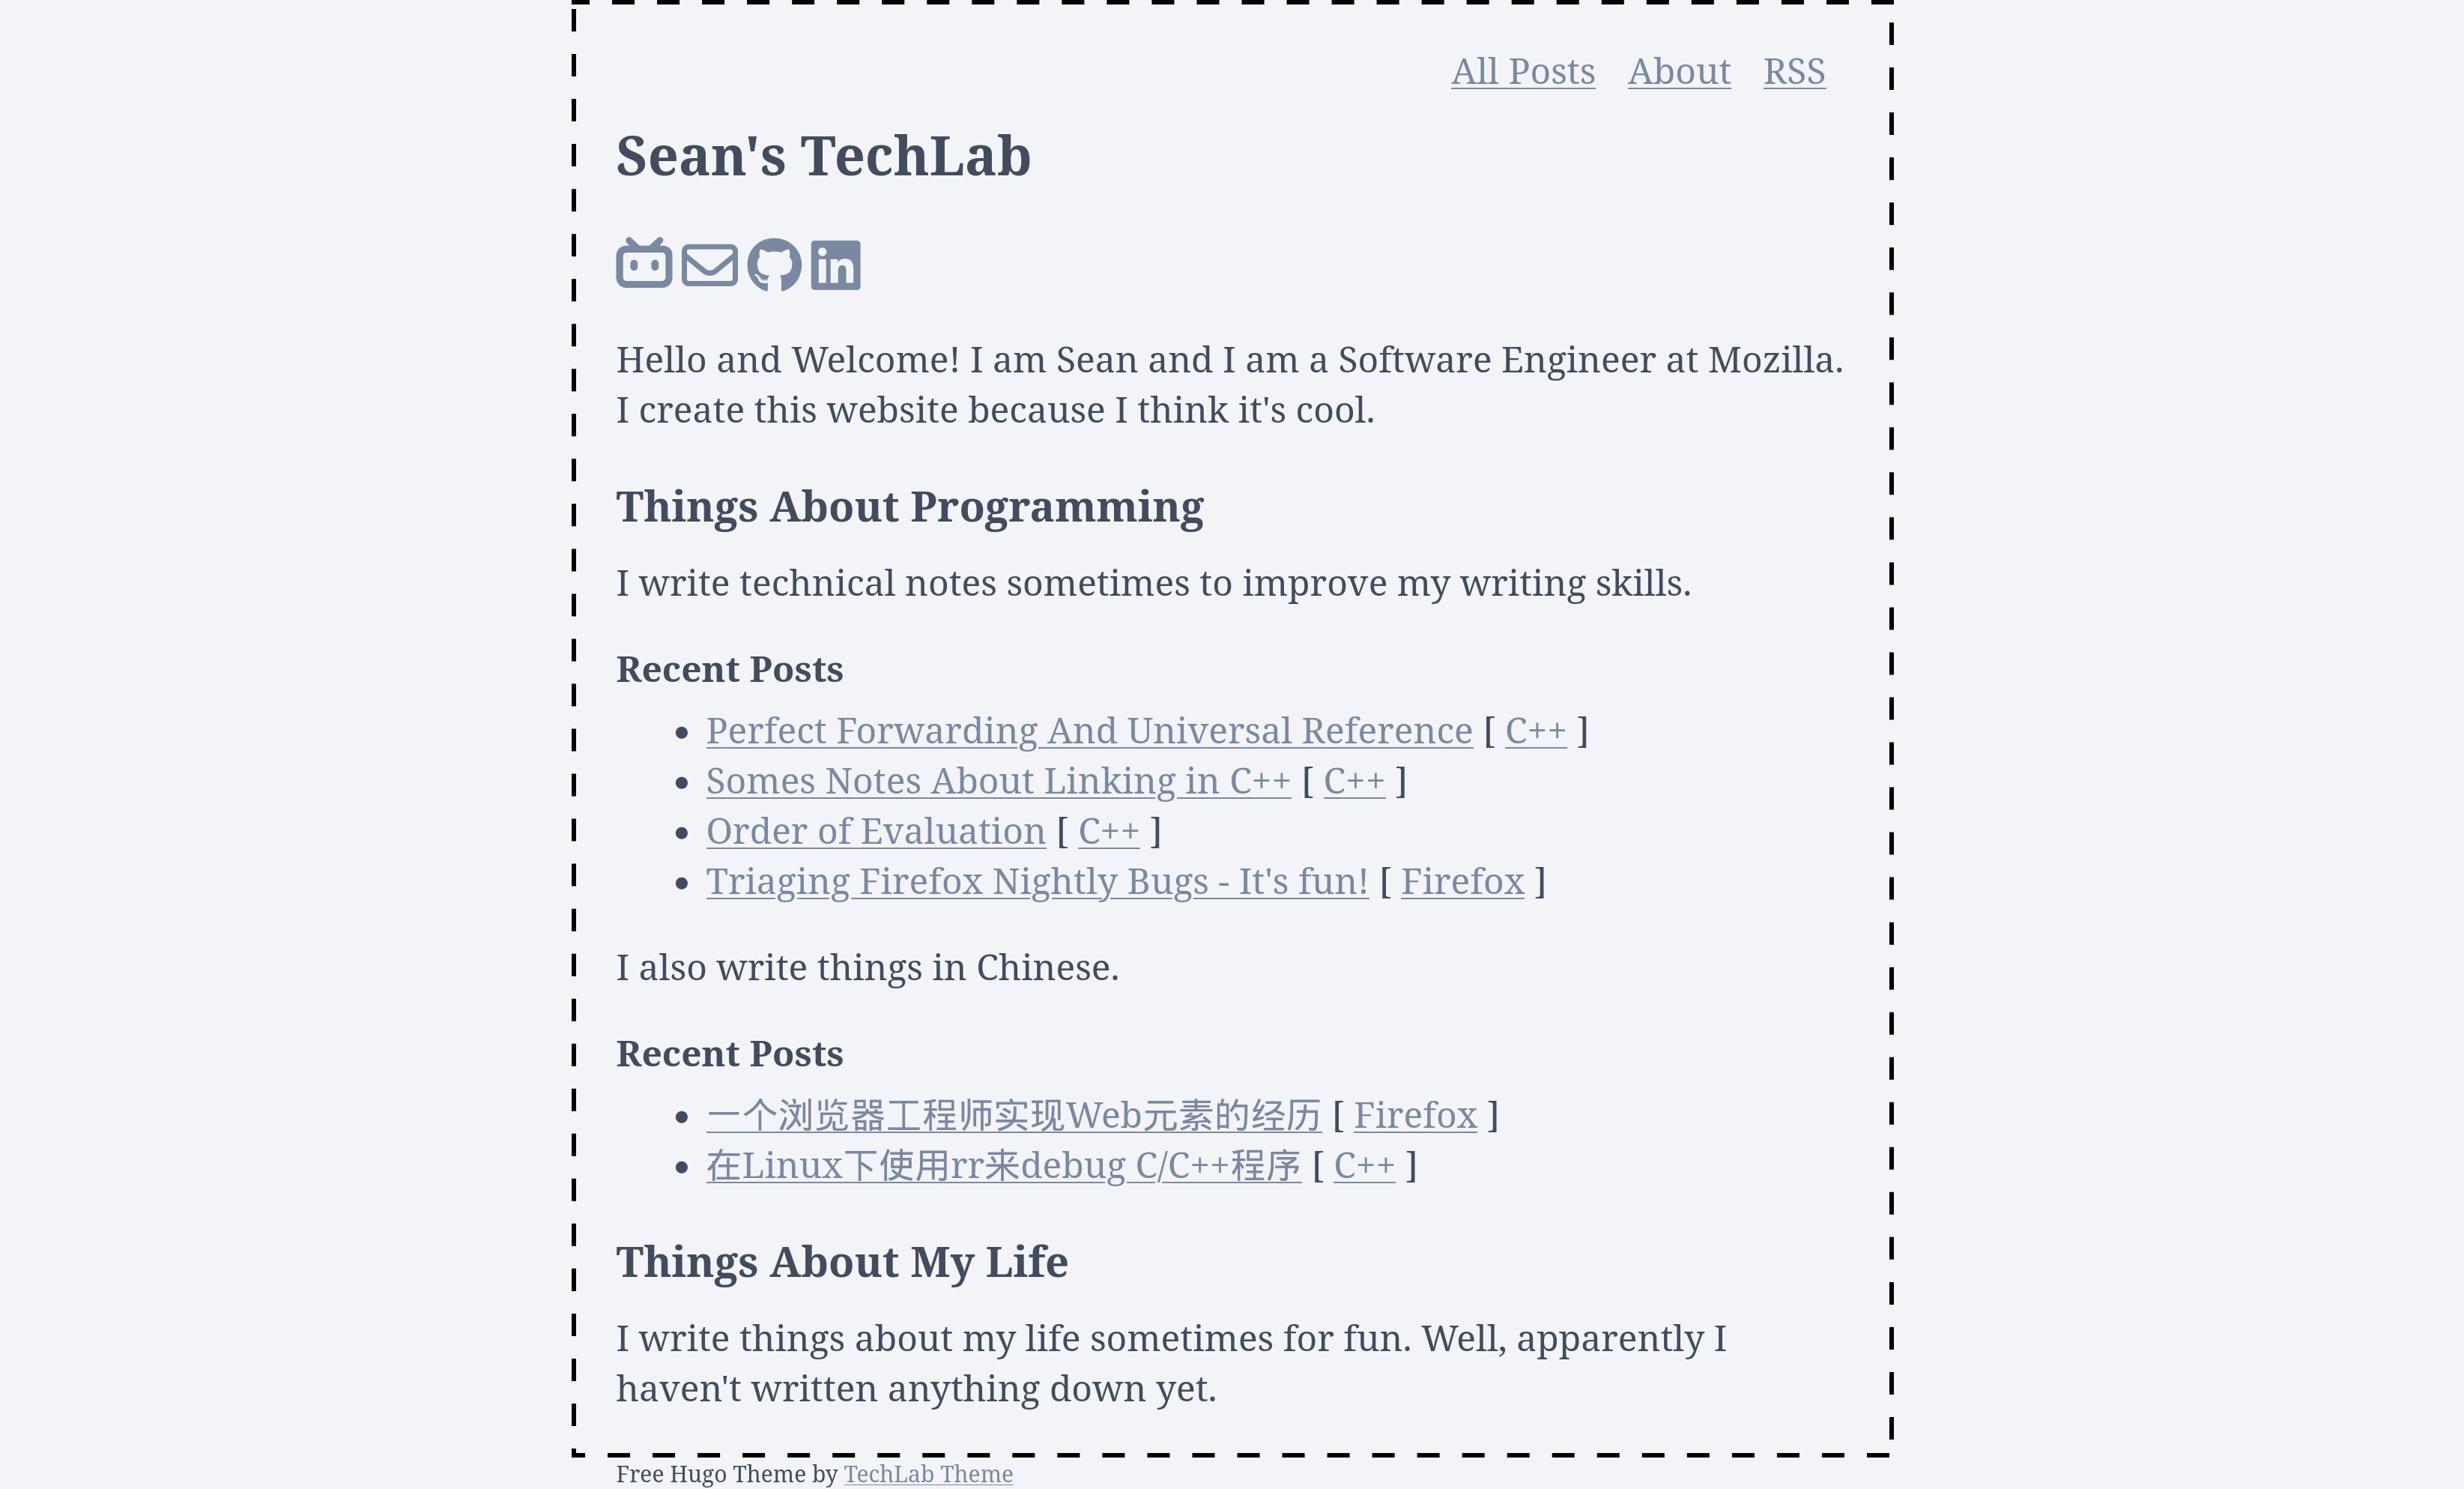 All Posts About RSS
Sean's TechLab
Hello and Welcome! I am Sean and I am a Software Engineer at Mozilla.
I create this website because I think it's cool.
Things About Programming
I write technical notes sometimes to improve my writing skills.
Recent Posts
Perfect Forwarding And Universal Reference [ C++ ]
Somes Notes About Linking in C++ [ C++ ]
Order of Evaluation [ C++ ]
Triaging Firefox Nightly Bugs - It's fun! [ Firefox ]
I also write things in Chinese.
Recent Posts
一个浏览器工程师实现Web元素的经历 [ Firefox ]
在Linux下使用rr来debug C/C++程序 [ C++ ]
Things About My Life
I write things about my life sometimes for fun. Well, apparently I
haven't written anything down yet.
Free Hugo Theme by TechLab Theme